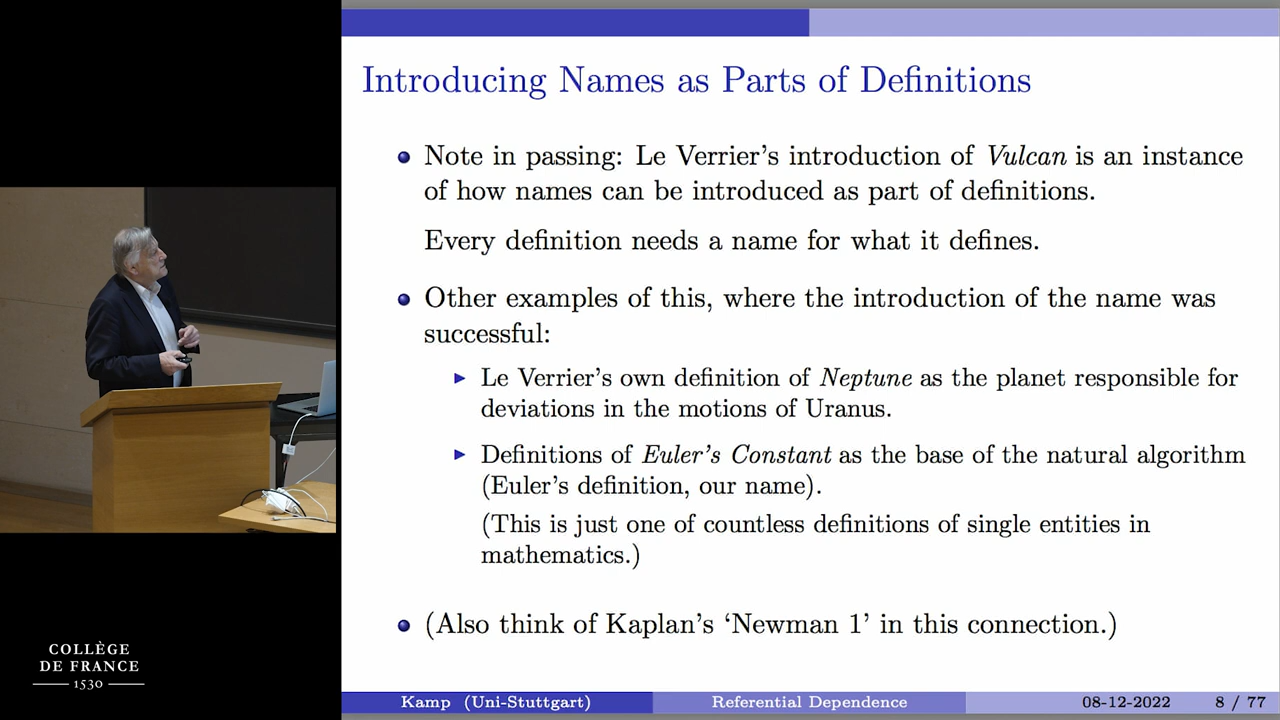 Introducing Names as Parts of Definitions
Note in passing: Le Verrier's introduction of Vulcan is an instance
of how names can be introduced as part of definitions.
Every definition needs a name for what it defines.
Other examples of this, where the introduction of the name was
successful:
Le Verrier's own definition of Neptune as the planet responsible for
deviations in the motions of Uranus.
Definitions of Euler's Constant as the base of the natural algorithm
(Euler's definition, our name).
(This is just one of countless definitions of single entities in
mathematics.)
(Also think of Kaplan's ‘Newman 1’ in this connection.)
Kamp (Uni-Stuttgart) Referential Dependence 08-12-2022 8 / 77
COLLÈGE
DE FRANCE
1530